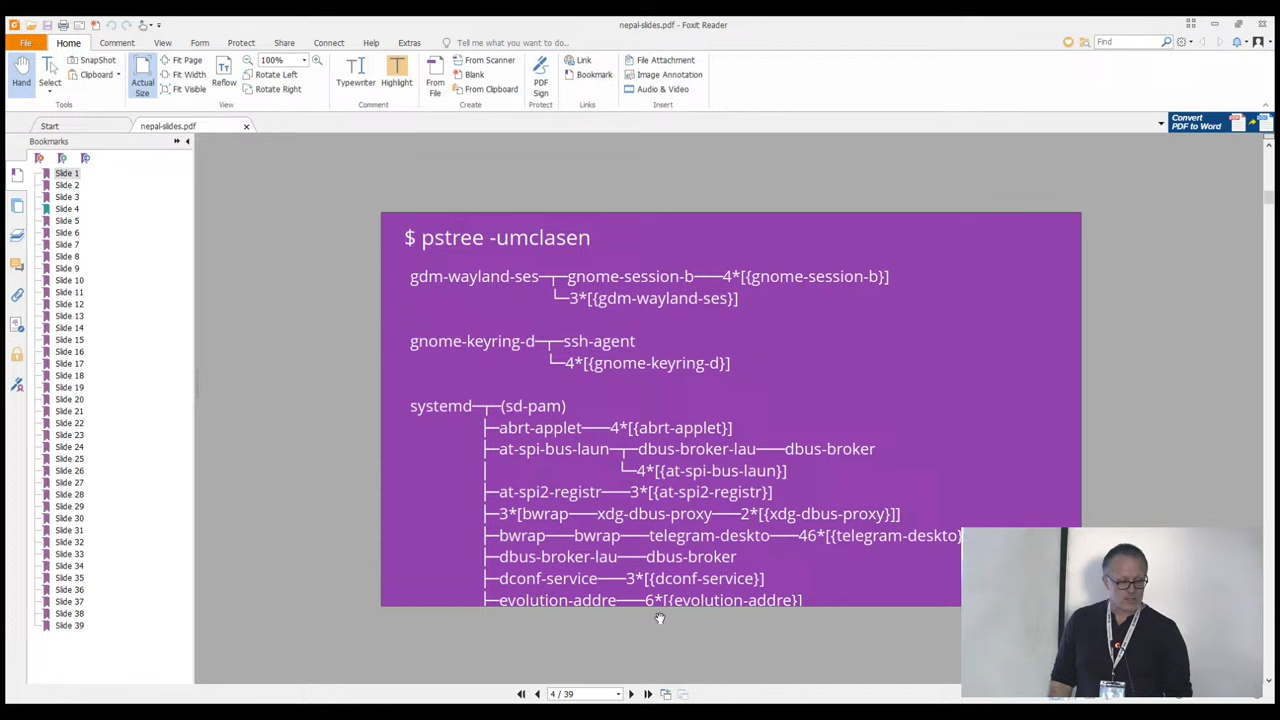 nepal-slides.pdf - Foxit Reader
File Home Comment View Form Protect Share Connect Help Extras Tell me what you want to do.. Find
SnapShot Fit Page 100% From Scanner Link File Attachment
Clipboard Fit Width Rotate Left Blank Bookmark Image Annotation
Hand Select Actual Size Fit Visible Reflow Rotate Right Typewriter Highlight From File From Clipboard PDF Sign Audio & Video
Tools View Comment Create Protect Links Insert
Start nepal-slides.pdf Convert PDF to Word
Bookmarks
Slide 1
Slide 2
Slide 3
Slide 4
Slide 5
Slide 6
Slide 7
Slide 8
Slide 9
Slide 10
Slide 11
Slide 12
Slide 13
Slide 14
Slide 15
Slide 16
Slide 17
Slide 18
Slide 19
Slide 20
Slide 21
Slide 22
Slide 23
Slide 24
Slide 25
Slide 26
Slide 27
Slide 28
Slide 29
Slide 30
Slide 31
Slide 32
Slide 33
Slide 34
Slide 35
Slide 36
Slide 37
Slide 38
Slide 39
$ pstree -umclasen
gdm-wayland-ses─┬─gnome-session-b───4*[{gnome-session-b}]
└─3*[{gdm-wayland-ses}]
gnome-keyring-d─┬─ssh-agent
└─4*[{gnome-keyring-d}]
systemd─┬─(sd-pam)
├─abrt-applet───4*[{abrt-applet}]
├─at-spi-bus-laun─┬─dbus-broker-lau───dbus-broker
│ └─4*[{at-spi-bus-laun}]
├─at-spi2-registr───3*[{at-spi2-registr}]
├─3*[bwrap───xdg-dbus-proxy───2*[{xdg-dbus-proxy}]]
├─bwrap───bwrap───telegram-deskto───46*[{telegram-deskto}
├─dbus-broker-lau───dbus-broker
├─dconf-service───3*[{dconf-service}]
├─evolution-addre───6*[{evolution-addre}]
4 / 39